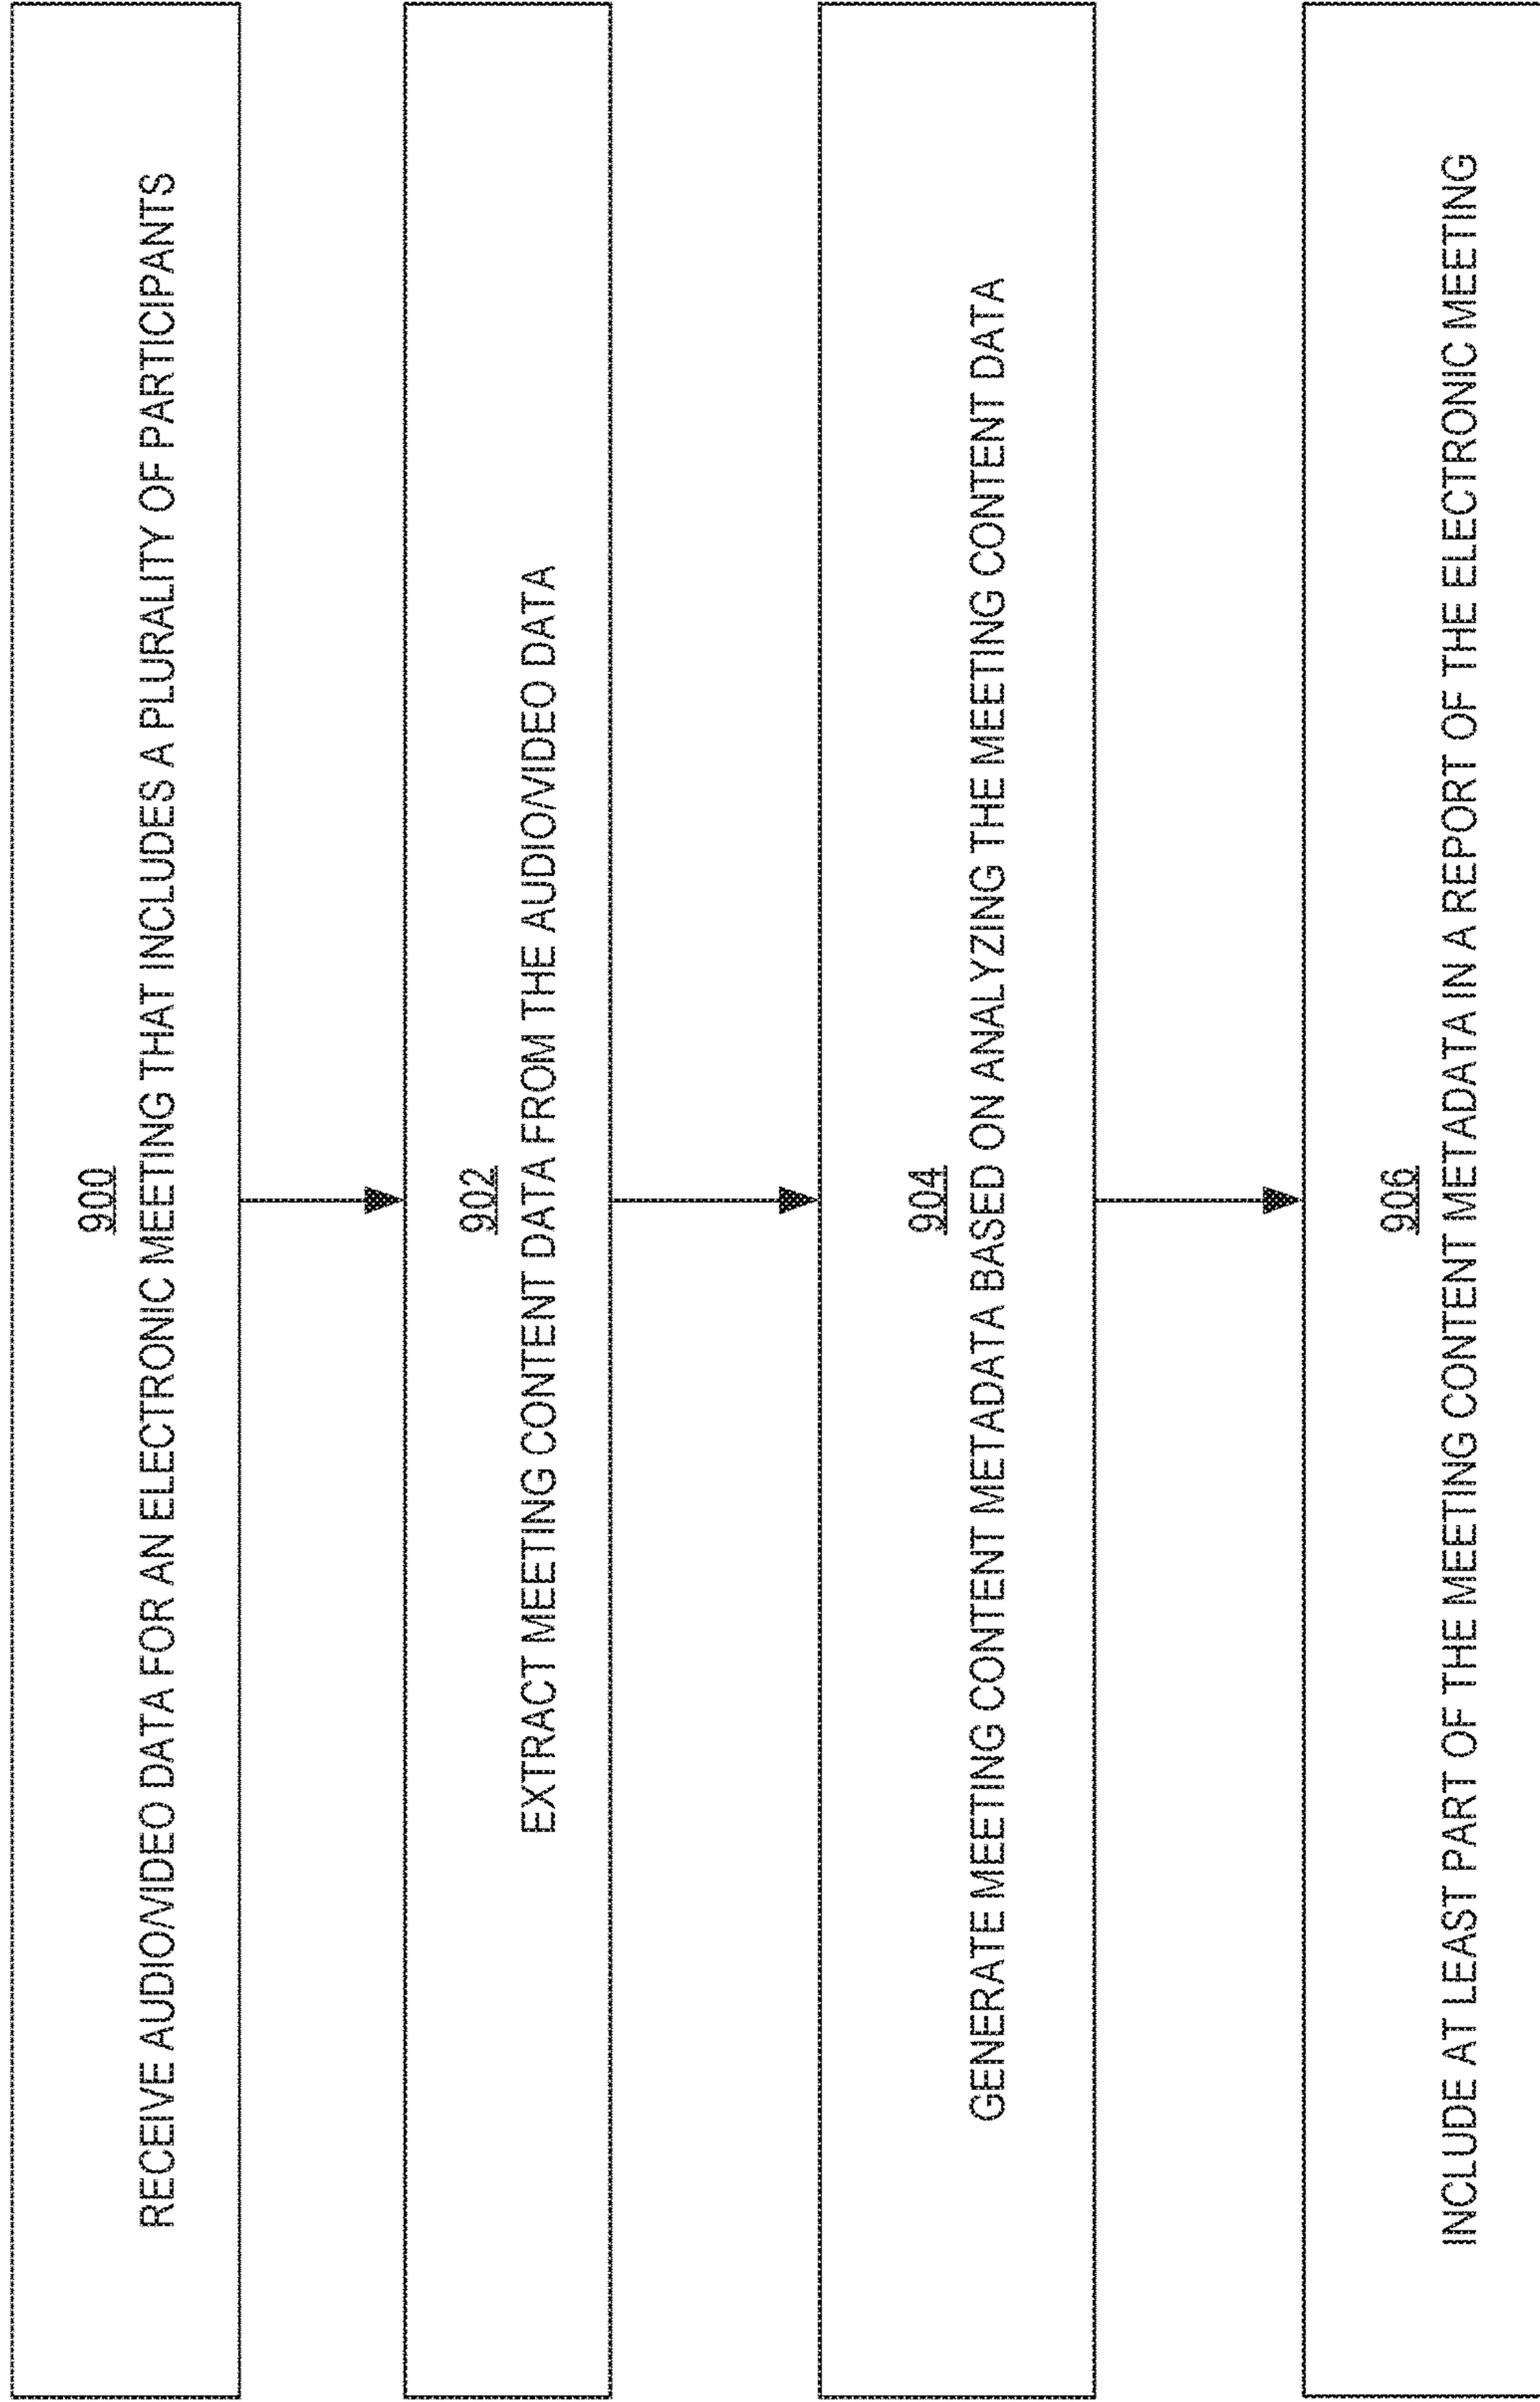 900
RECEIVE AUDIO/VIDEO DATA FOR AN ELECTRONIC MEETING THAT INCLUDES A PLURALITY OF PARTICIPANTS
902
EXTRACT MEETING CONTENT DATA FROM THE AUDIO/VIDEO DATA
904
GENERATE MEETING CONTENT METADATA BASED ON ANALYZING THE MEETING CONTENT DATA
906
INCLUDE AT LEAST PART OF THE MEETING CONTENT METADATA IN A REPORT OF THE ELECTRONIC MEETING